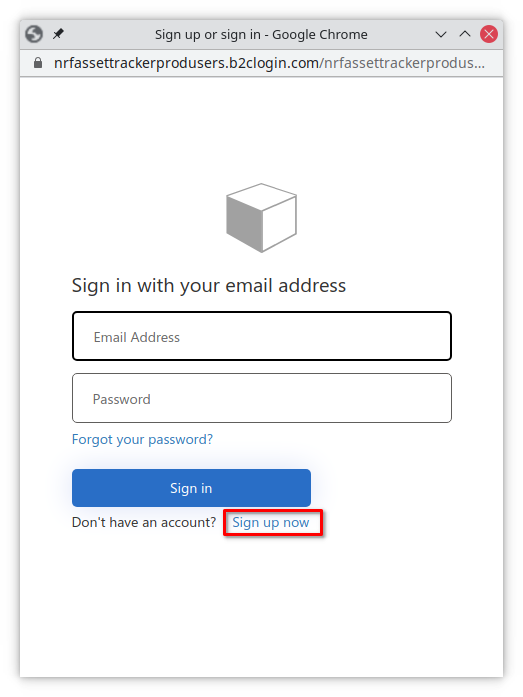 Sign up or sign in - Google Chrome
nrfassettrackerprodusers.b2clogin.com/nrfassettrackerprodus...
Sign in with your email address
Email Address
Password
Forgot your password?
Sign in
Don't have an account? Sign up now